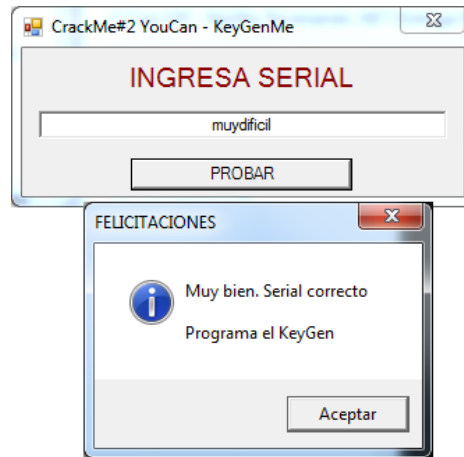 CrackMe#2 YouCan - KeyGenMe
INGRESA SERIAL
muydificil
PROBAR
FELICITACIONES
Muy bien. Serial correcto
Programa el KeyGen
Aceptar